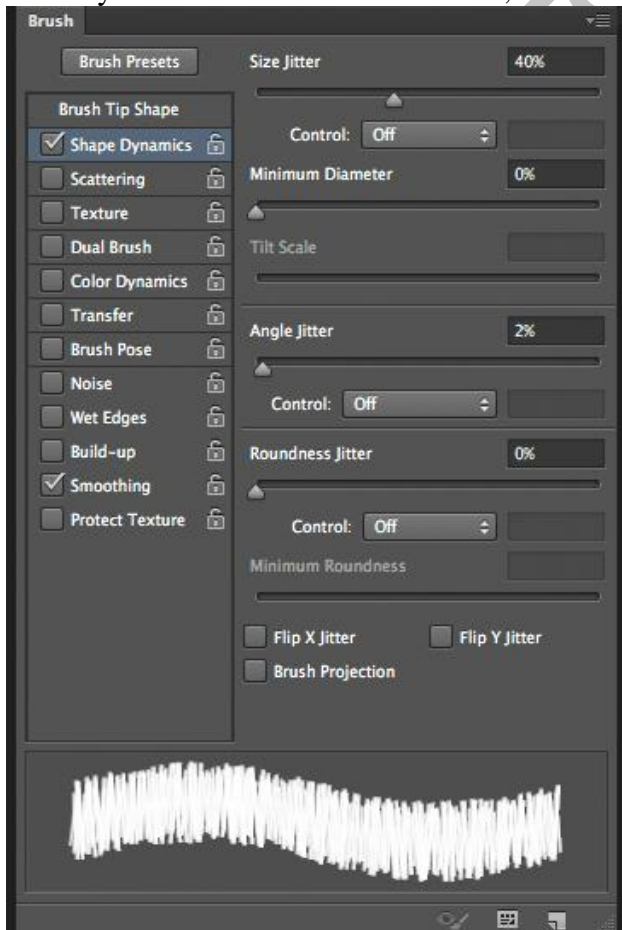 Brush
Brush Presets
Brush Tip Shape
Shape Dynamics
Scattering
Texture
Dual Brush
Color Dynamics
Transfer
Brush Pose
Noise
Wet Edges
Build-up
Smoothing
Protect Texture
Size Jitter 40%
Control: Off
Minimum Diameter 0%
Tilt Scale
Angle Jitter 2%
Control: Off
Roundness Jitter 0%
Control: Off
Minimum Roundness
Flip X Jitter Flip Y Jitter
Brush Projection